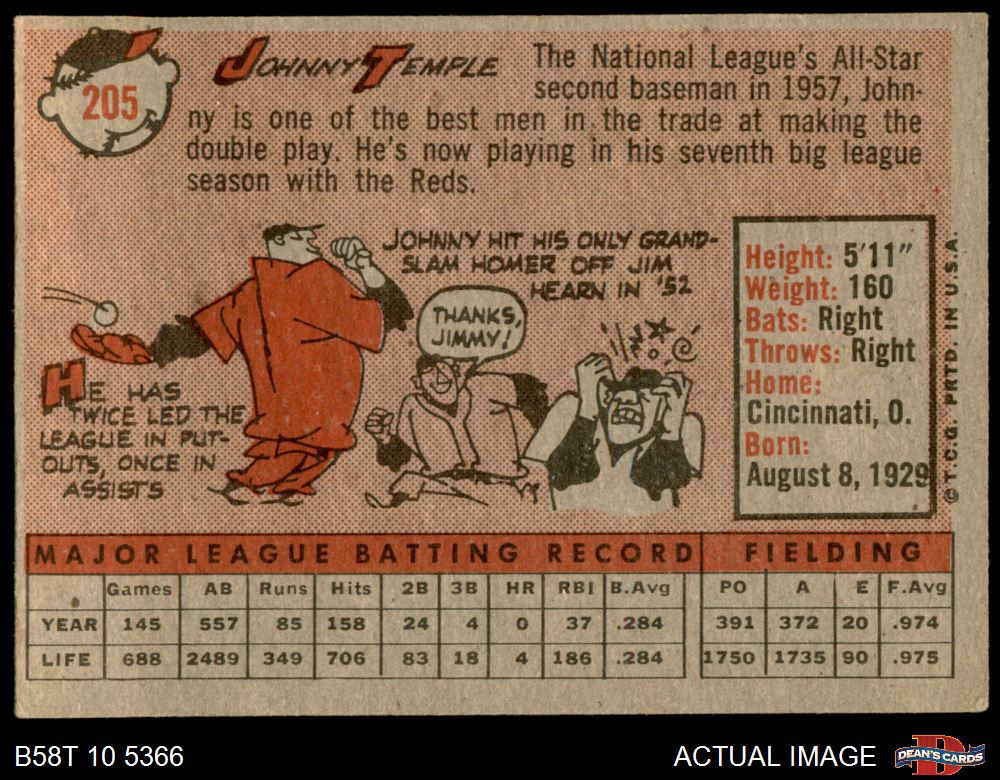 205
JOHNNY TEMPLE
The National League's All-Star
second baseman in 1957, John-
ny is one of the best men in the trade at making the
double play. He's now playing in his seventh big league
season with the Reds.
JOHNNY HIT HIS ONLY GRAND-
SLAM HOMER OFF JIM
HEARN IN '52
THANKS,
JIMMY!
HE HAS
TWICE LED THE
LEAGUE IN PUT-
OUTS, ONCE IN
ASSISTS
Height: 5'11"
Weight: 160
Bats: Right
Throws: Right
Home:
Cincinnati, O.
Born:
August 8, 1929
©T.C.G. PRTD. IN U.S.A.
MAJOR LEAGUE BATTING RECORD FIELDING
Games AB Runs Hits 2B 3B HR RBI B.Avg PO A E F.Avg
YEAR 145 557 85 158 24 4 0 37 .284 391 372 20 .974
LIFE 688 2489 349 706 83 18 4 186 .284 1750 1735 90 .975
B58T 10 5366 ACTUAL IMAGE DEAN'S CARDS